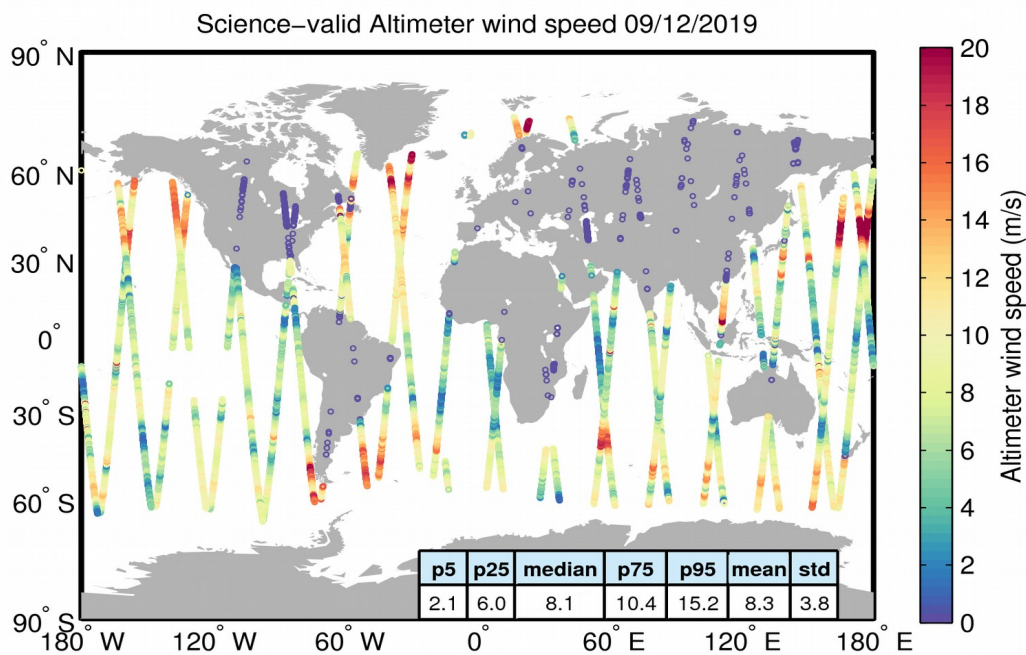 Science−valid Altimeter wind speed 09/12/2019
90° N
60° N
30° N
0°
30° S
60° S
90° S
180° W
120° W
60° W
0°
60° E
120° E
180° E
p5 p25 median p75 p95 mean std
2.1 6.0 8.1 10.4 15.2 8.3 3.8
20
18
16
14
12
10
8
6
4
2
0
Altimeter wind speed (m/s)